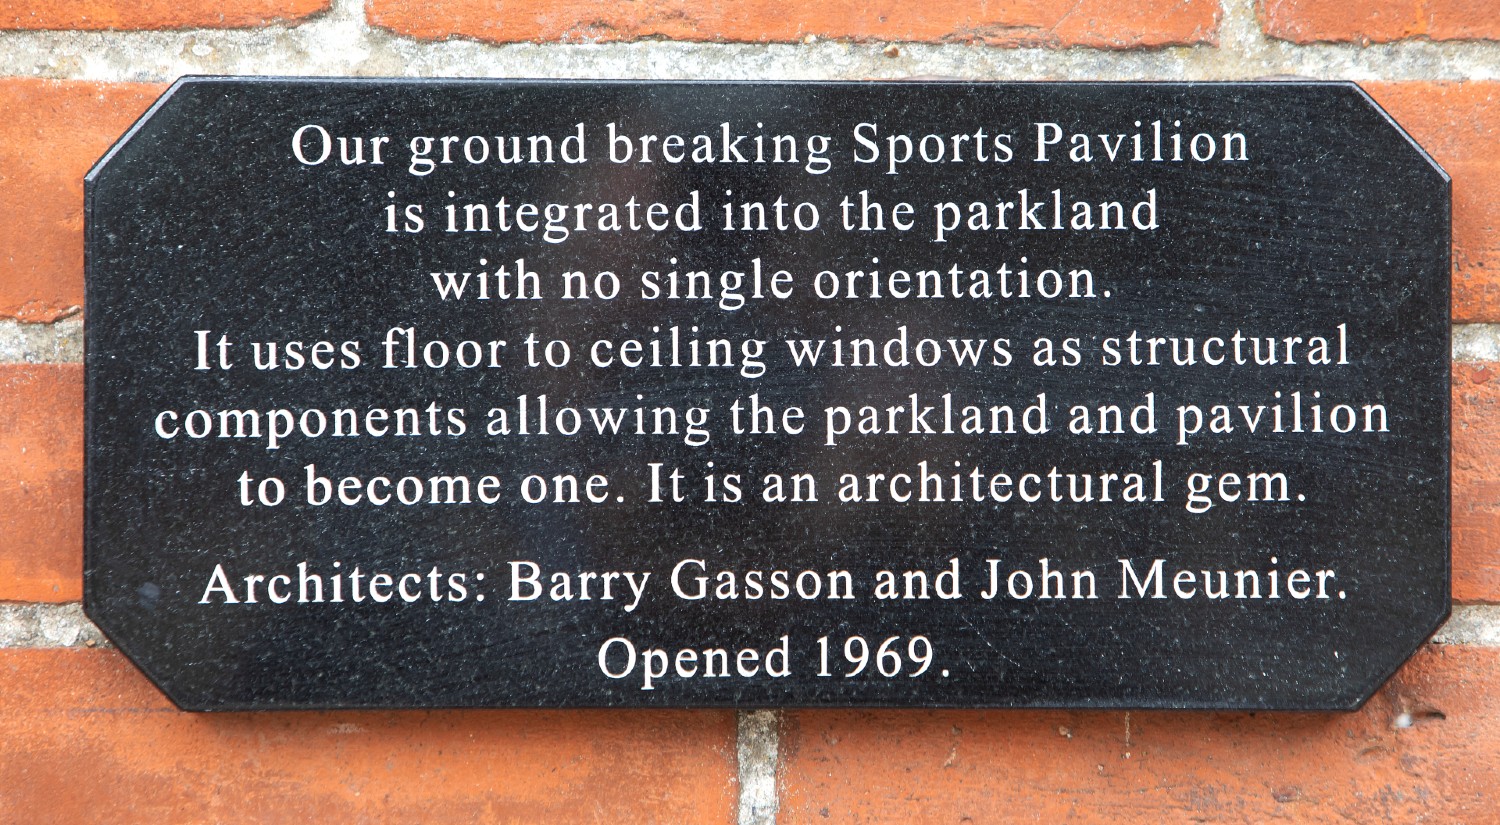 Our ground breaking Sports Pavilion
is integrated into the parkland
with no single orientation.
It uses floor to ceiling windows as structural
components allowing the parkland and pavilion
to become one. It is an architectural gem.
Architects: Barry Gasson and John Meunier.
Opened 1969.